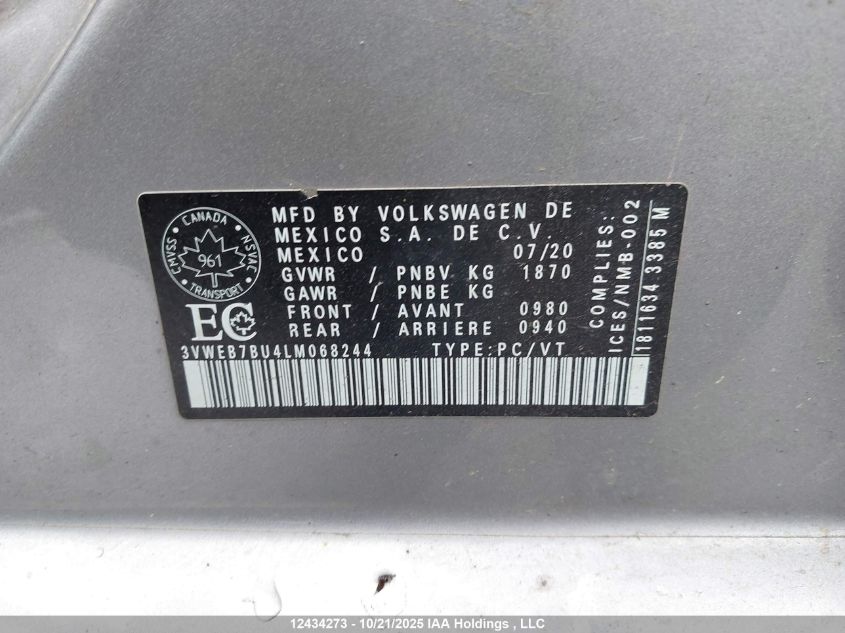 CANADA
CMVSS 961 NSVAC
TRANSPORT
MFD BY VOLKSWAGEN DE
MEXICO S.A. DE C.V.
MEXICO 07/20
GVWR / PNBV KG 1870
GAWR / PNBE KG
FRONT / AVANT 0980
REAR / ARRIERE 0940
EC
3VWEB7BU4LM068244 TYPE:PC/VT
COMPLIES:
ICES/NMB-002
1811634 3385 M
12434273 - 10/21/2025 IAA Holdings , LLC